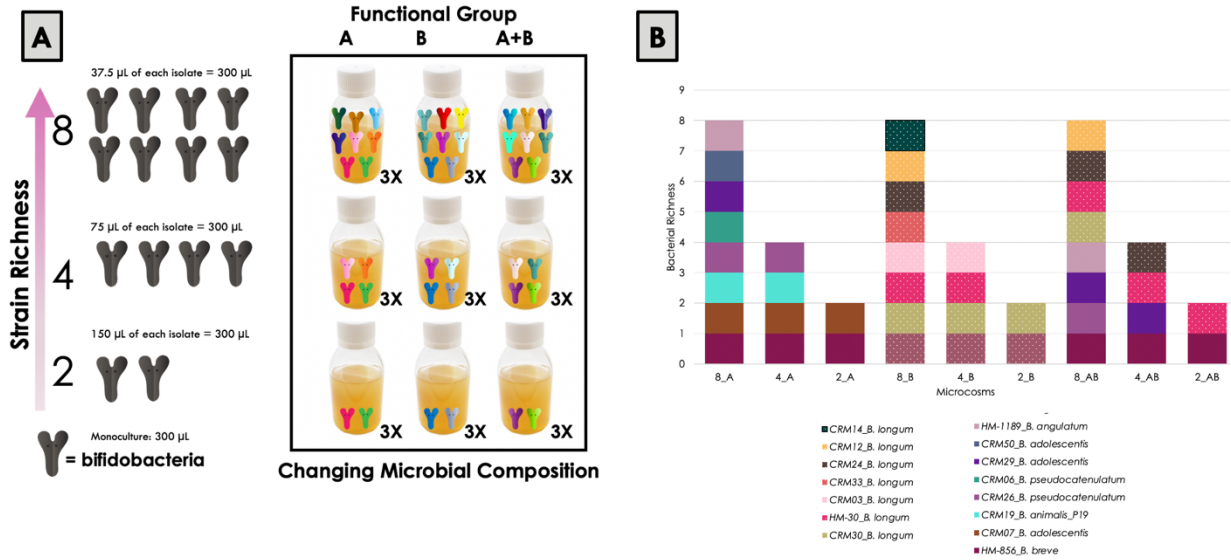 A
Functional Group
A B A+B
37.5 µL of each isolate = 300 µL
8
3X 3X 3X
75 µL of each isolate = 300 µL
4
3X 3X 3X
150 µL of each isolate = 300 µL
2
3X 3X 3X
Strain Richness
Monoculture: 300 µL
= bifidobacteria
Changing Microbial Composition
B
9
8
7
6
5
4
3
2
1
0
Bacterial Richness
8_A 4_A 2_A 8_B 4_B 2_B 8_AB 4_AB 2_AB
Microcosms
CRM14_B. longum
CRM12_B. longum
CRM24_B. longum
CRM33_B. longum
CRM03_B. longum
HM-30_B. longum
CRM30_B. longum
HM-1189_B. angulatum
CRM50_B. adolescentis
CRM29_B. adolescentis
CRM06_B. pseudocatenulatum
CRM26_B. pseudocatenulatum
CRM19_B. animalis_P19
CRM07_B. adolescentis
HM-856_B. breve